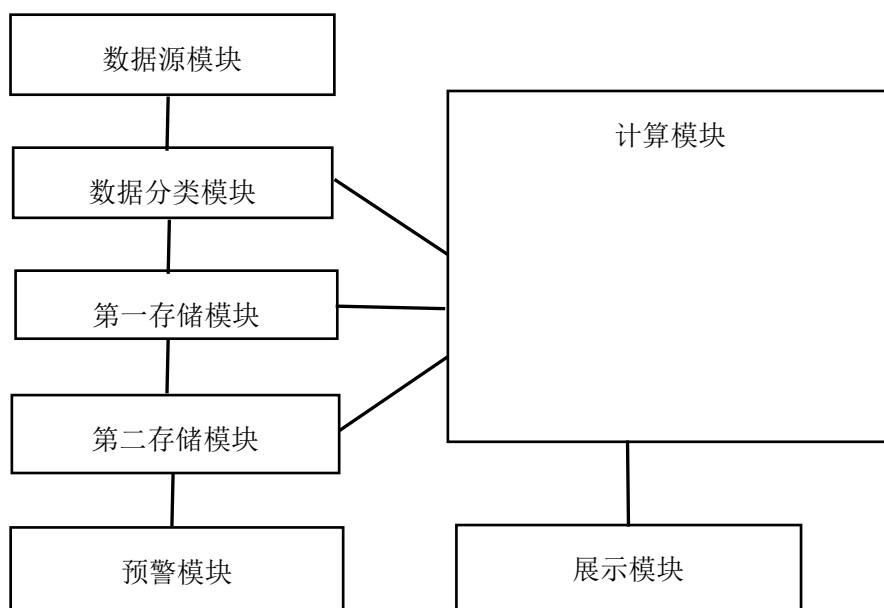 数据源模块
计算模块
数据分类模块
第一存储模块
第二存储模块
预警模块
展示模块